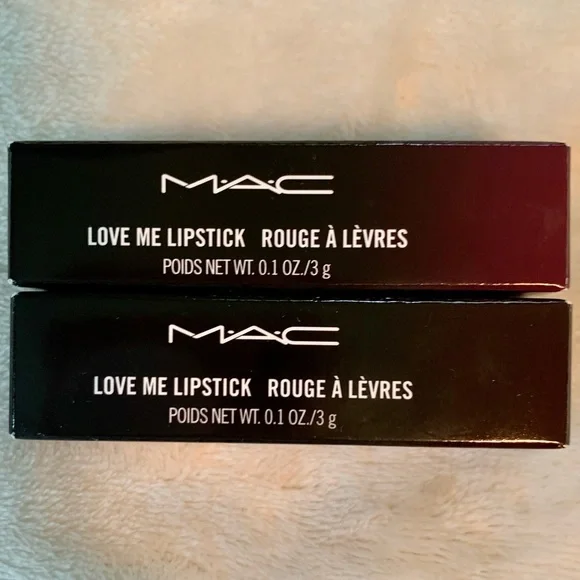 M·A·C
LOVE ME LIPSTICK ROUGE À LÈVRES
POIDS NET WT. 0.1 OZ./3 g
M·A·C
LOVE ME LIPSTICK ROUGE À LÈVRES
POIDS NET WT. 0.1 OZ./3 g